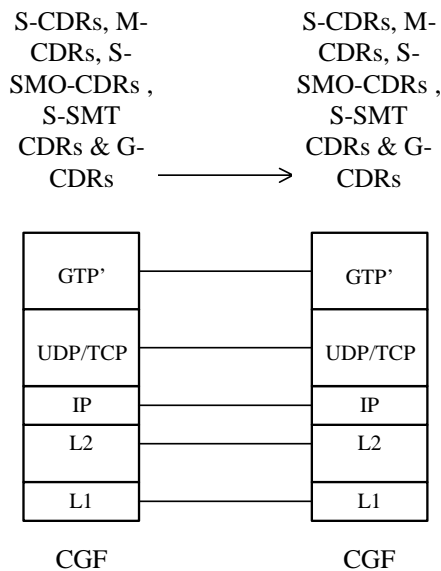 S-CDRs, M-
CDRs, S-
SMO-CDRs ,
S-SMT
CDRs & G-
CDRs
S-CDRs, M-
CDRs, S-
SMO-CDRs ,
S-SMT
CDRs & G-
CDRs
GTP’
GTP’
UDP/TCP
UDP/TCP
IP
IP
L2
L2
L1
L1
CGF
CGF